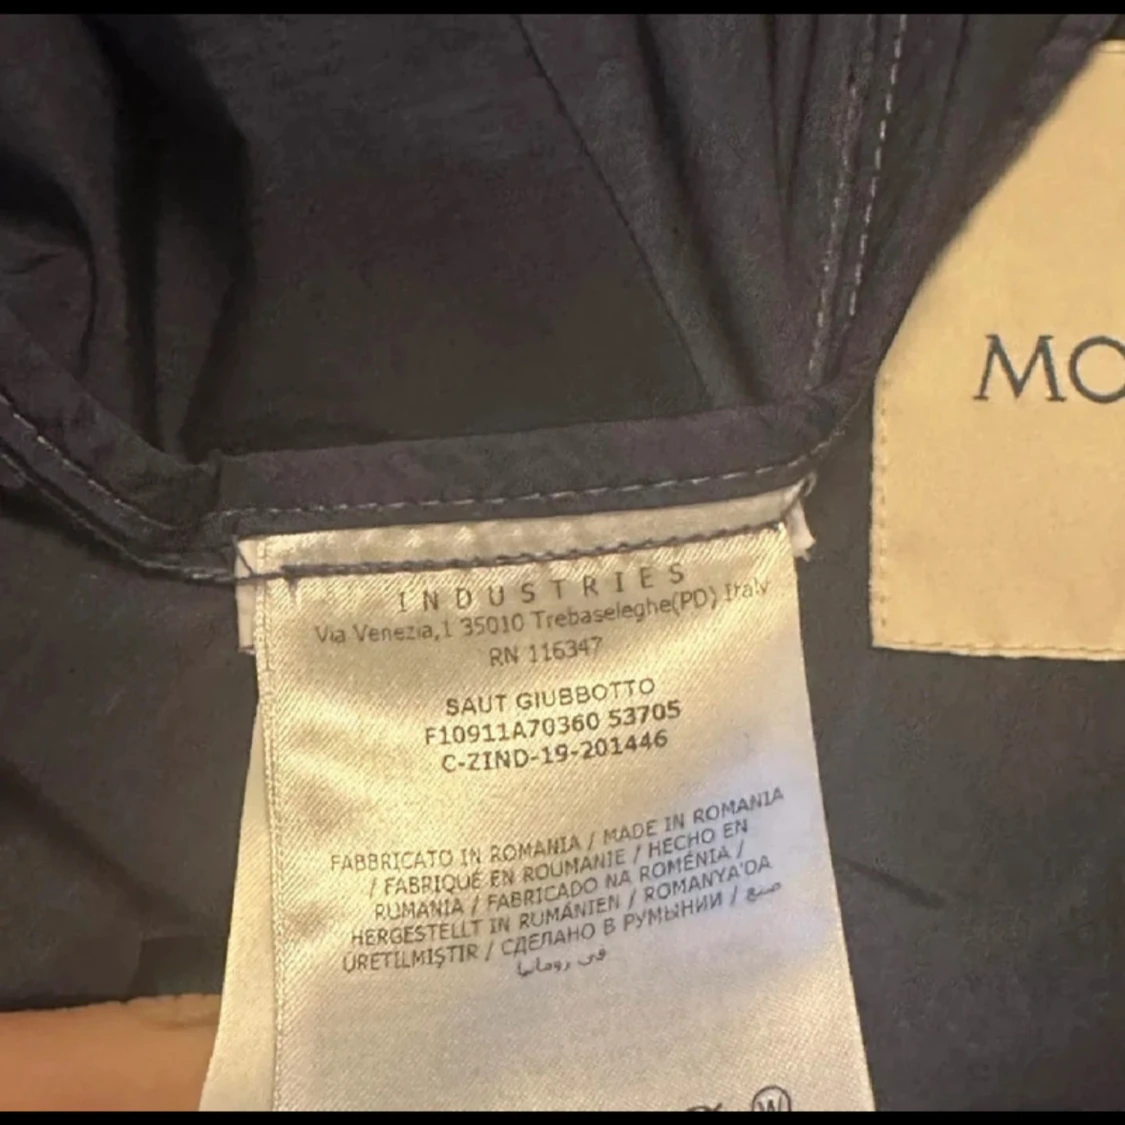 INDUSTRIES
Via Venezia,1 35010 Trebaseleghe(PD) Italy
RN 116347
SAUT GIUBBOTTO
F10911A70360 53705
C-ZIND-19-201446
FABBRICATO IN ROMANIA / MADE IN ROMANIA
/ FABRIQUÉ EN ROUMANIE / HECHO EN
RUMANIA / FABRICADO NA ROMÉNIA /
HERGESTELLT IN RUMÄNIEN / ROMANYA'DA
ÜRETILMIŞTIR / СДЕЛАНО В РУМЫНИИ / صنع
في رومانيا
MO
W